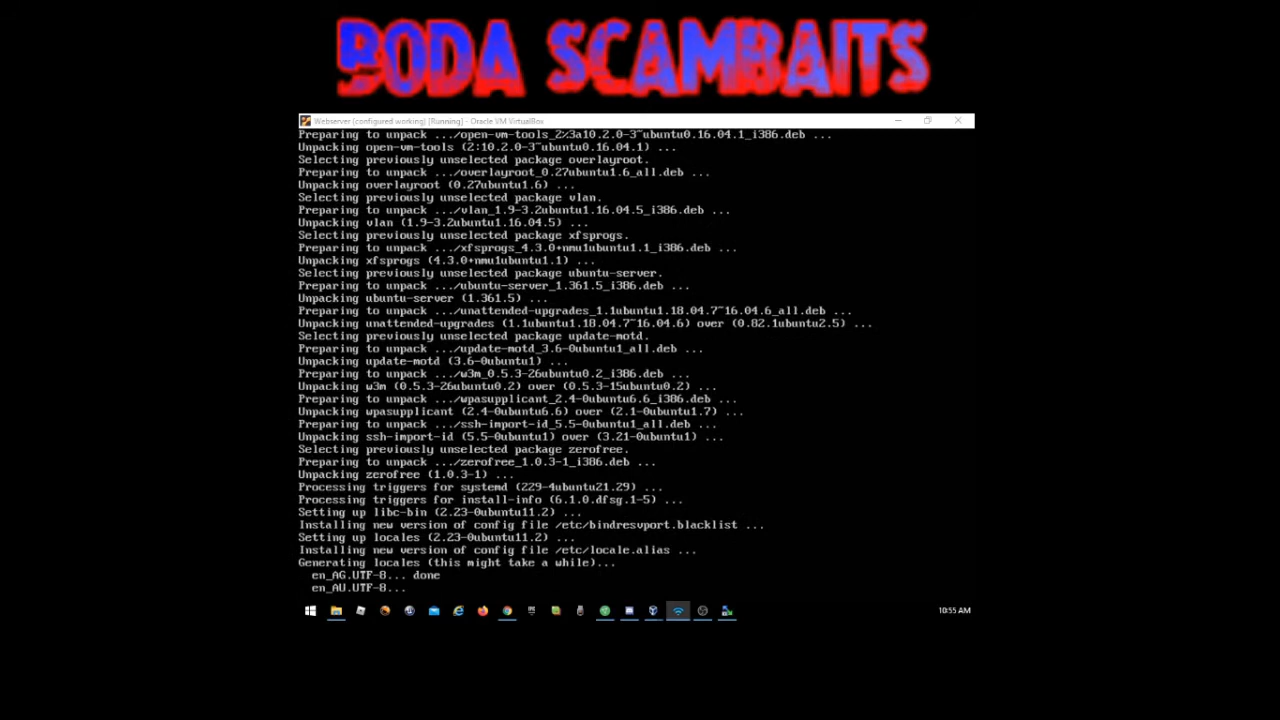 BODA SCAMBAITS
Webserver (configured working) [Running] - Oracle VM VirtualBox
Preparing to unpack .../open-vm-tools_2%3a10.2.0-3~ubuntu0.16.04.1_i386.deb ...
Unpacking open-vm-tools (2:10.2.0-3~ubuntu0.16.04.1) ...
Selecting previously unselected package overlayroot.
Preparing to unpack .../overlayroot_0.27ubuntu1.6_all.deb ...
Unpacking overlayroot (0.27ubuntu1.6) ...
Selecting previously unselected package vlan.
Preparing to unpack .../vlan_1.9-3.2ubuntu1.16.04.5_i386.deb ...
Unpacking vlan (1.9-3.2ubuntu1.16.04.5) ...
Selecting previously unselected package xfsprogs.
Preparing to unpack .../xfsprogs_4.3.0+nmu1ubuntu1.1_i386.deb ...
Unpacking xfsprogs (4.3.0+nmu1ubuntu1.1) ...
Selecting previously unselected package ubuntu-server.
Preparing to unpack .../ubuntu-server_1.361.5_i386.deb ...
Unpacking ubuntu-server (1.361.5) ...
Preparing to unpack .../unattended-upgrades_1.1ubuntu1.18.04.7~16.04.6_all.deb ...
Unpacking unattended-upgrades (1.1ubuntu1.18.04.7~16.04.6) over (0.82.1ubuntu2.5) ...
Selecting previously unselected package update-motd.
Preparing to unpack .../update-motd_3.6-0ubuntu1_all.deb ...
Unpacking update-motd (3.6-0ubuntu1) ...
Preparing to unpack .../w3m_0.5.3-26ubuntu0.2_i386.deb ...
Unpacking w3m (0.5.3-26ubuntu0.2) over (0.5.3-15ubuntu0.2) ...
Preparing to unpack .../wpasupplicant_2.4-0ubuntu6.6_i386.deb ...
Unpacking wpasupplicant (2.4-0ubuntu6.6) over (2.1-0ubuntu1.7) ...
Preparing to unpack .../ssh-import-id_5.5-0ubuntu1_all.deb ...
Unpacking ssh-import-id (5.5-0ubuntu1) over (3.21-0ubuntu1) ...
Selecting previously unselected package zerofree.
Preparing to unpack .../zerofree_1.0.3-1_i386.deb ...
Unpacking zerofree (1.0.3-1) ...
Processing triggers for systemd (229-4ubuntu21.29) ...
Processing triggers for install-info (6.1.0.dfsg.1-5) ...
Setting up libc-bin (2.23-0ubuntu11.2) ...
Installing new version of config file /etc/bindresvport.blacklist ...
Setting up locales (2.23-0ubuntu11.2) ...
Installing new version of config file /etc/locale.alias ...
Generating locales (this might take a while)...
en_AG.UTF-8... done
en_AU.UTF-8...
10:55 AM